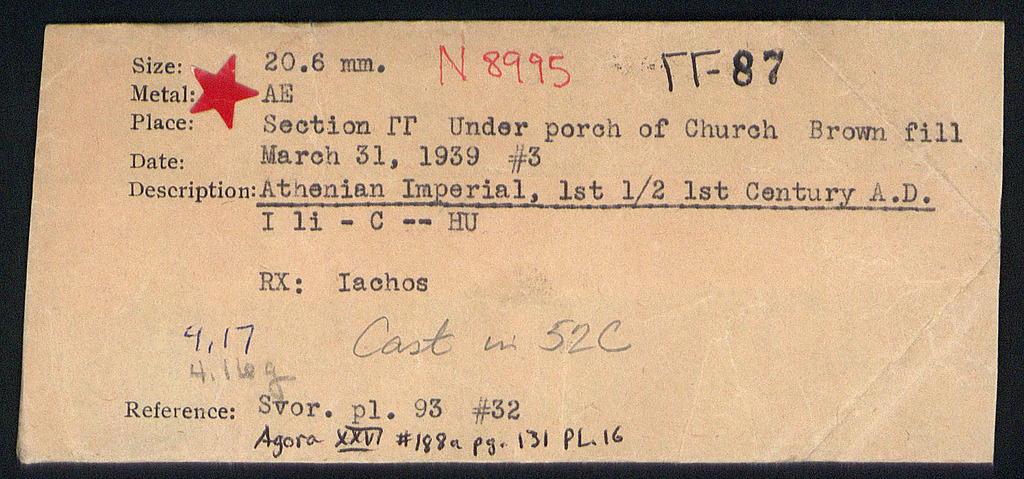 Size: 20.6 mm. N 8995 ΓΓ-87
Metal: AE
Place: Section ΓΓ Under porch of Church Brown fill
Date: March 31, 1939 #3
Description: Athenian Imperial, 1st 1/2 1st Century A.D.
I li - C -- HU
RX: Iachos
4,17 Cast in 52C
4.16g
Reference: Svor. pl. 93 #32
Agora XXVI #188a pg. 131 PL. 16